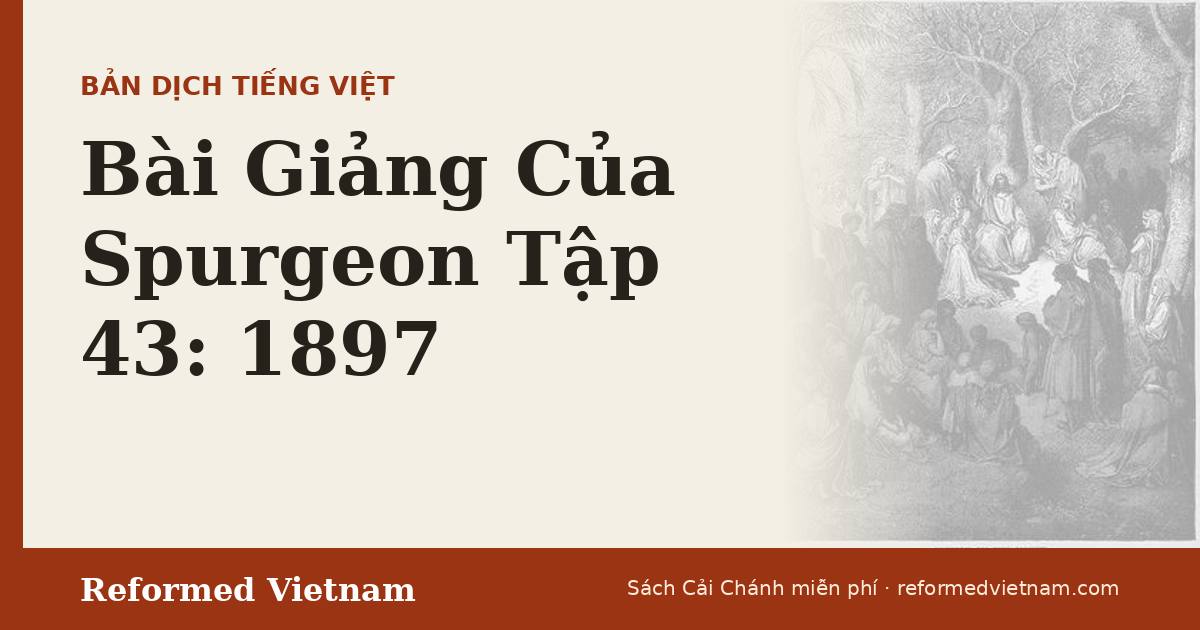 BẢN DỊCH TIẾNG VIỆT
Bài Giảng Của
Spurgeon Tập
43: 1897
Reformed Vietnam
Sách Cải Chánh miễn phí · reformedvietnam.com